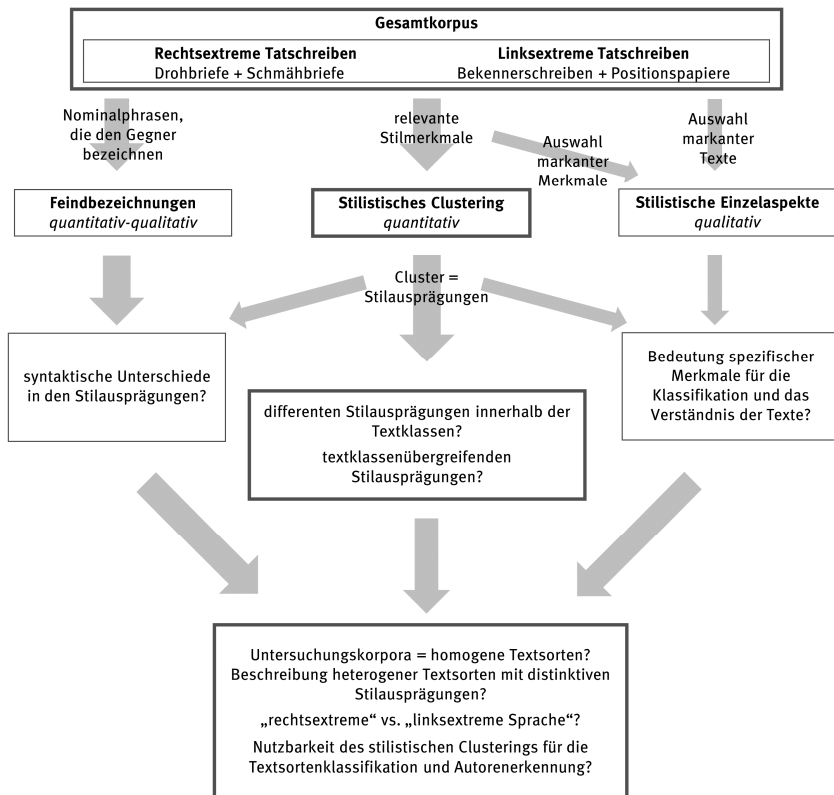 Gesamtkorpus
Rechtsextreme Tatschreiben
Drohbriefe + Schmähbriefe
Linksextreme Tatschreiben
Bekennerschreiben + Positionspapiere
Nominalphrasen,
die den Gegner
bezeichnen
relevante
Stilmerkmale
Auswahl
markanter
Merkmale
Auswahl
markanter
Texte
Feindbezeichnungen
quantitativ-qualitativ
Stilistisches Clustering
quantitativ
Stilistische Einzelaspekte
qualitativ
Cluster =
Stilausprägungen
syntaktische Unterschiede
in den Stilausprägungen?
differenten Stilausprägungen innerhalb der
Textklassen?
textklassenübergreifenden
Stilausprägungen?
Bedeutung spezifischer
Merkmale für die
Klassifikation und das
Verständnis der Texte?
Untersuchungskorpora = homogene Textsorten?
Beschreibung heterogener Textsorten mit distinktiven
Stilausprägungen?
„rechtsextreme“ vs. „linksextreme Sprache“?
Nutzbarkeit des stilistischen Clusterings für die
Textsortenklassifikation und Autorenerkennung?